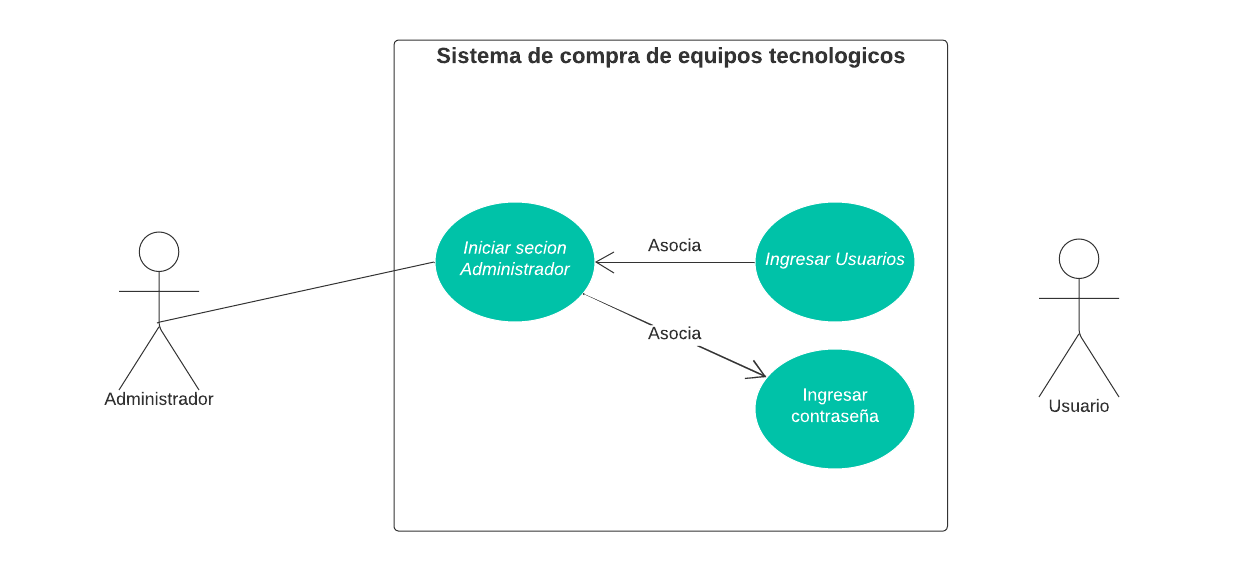 Sistema de compra de equipos tecnologicos
Iniciar secion
Administrador
Asocia
Ingresar Usuarios
Asocia
Ingresar
contraseña
Administrador
Usuario